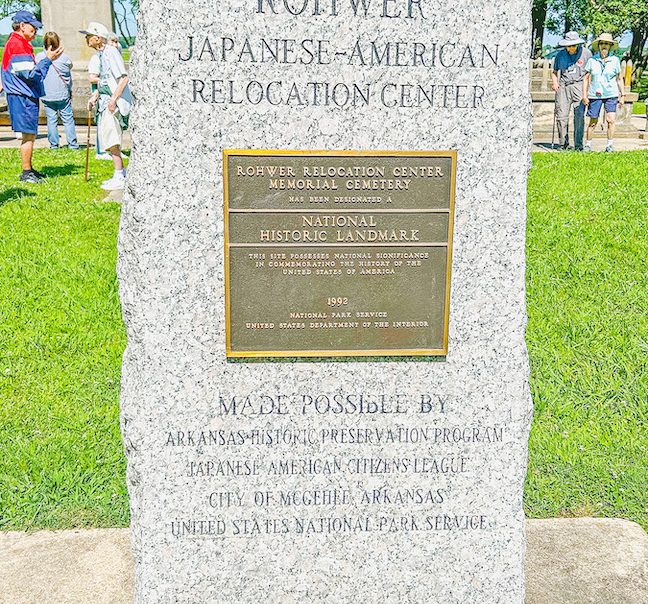 ROHWER
JAPANESE-AMERICAN
RELOCATION CENTER
ROHWER RELOCATION CENTER
MEMORIAL CEMETERY
HAS BEEN DESIGNATED A
NATIONAL
HISTORIC LANDMARK
THIS SITE POSSESSES NATIONAL SIGNIFICANCE
IN COMMEMORATING THE HISTORY OF THE
UNITED STATES OF AMERICA
1992
NATIONAL PARK SERVICE
UNITED STATES DEPARTMENT OF THE INTERIOR
MADE POSSIBLE BY
ARKANSAS HISTORIC PRESERVATION PROGRAM
JAPANESE AMERICAN CITIZENS LEAGUE
CITY OF MCGEHEE, ARKANSAS
UNITED STATES NATIONAL PARK SERVICE